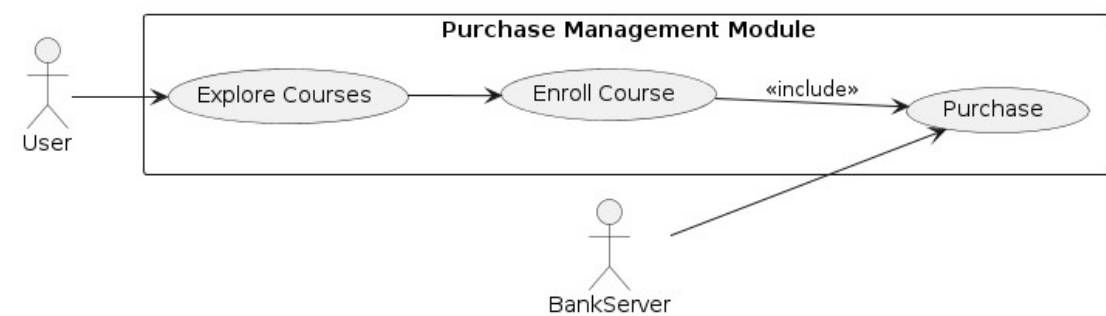 Purchase Management Module
User
Explore Courses
Enroll Course
«include»
Purchase
BankServer